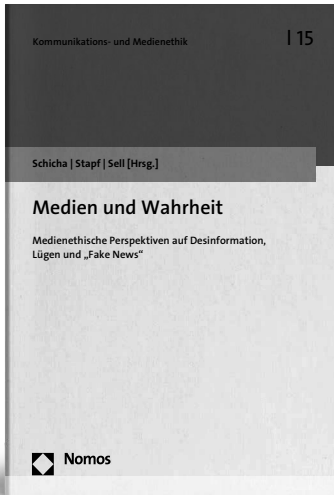 Kommunikations- und Medienethik | 15
Schicha | Stapf | Sell [Hrsg.]
Medien und Wahrheit
Medienethische Perspektiven auf Desinformation,
Lügen und „Fake News“
Nomos